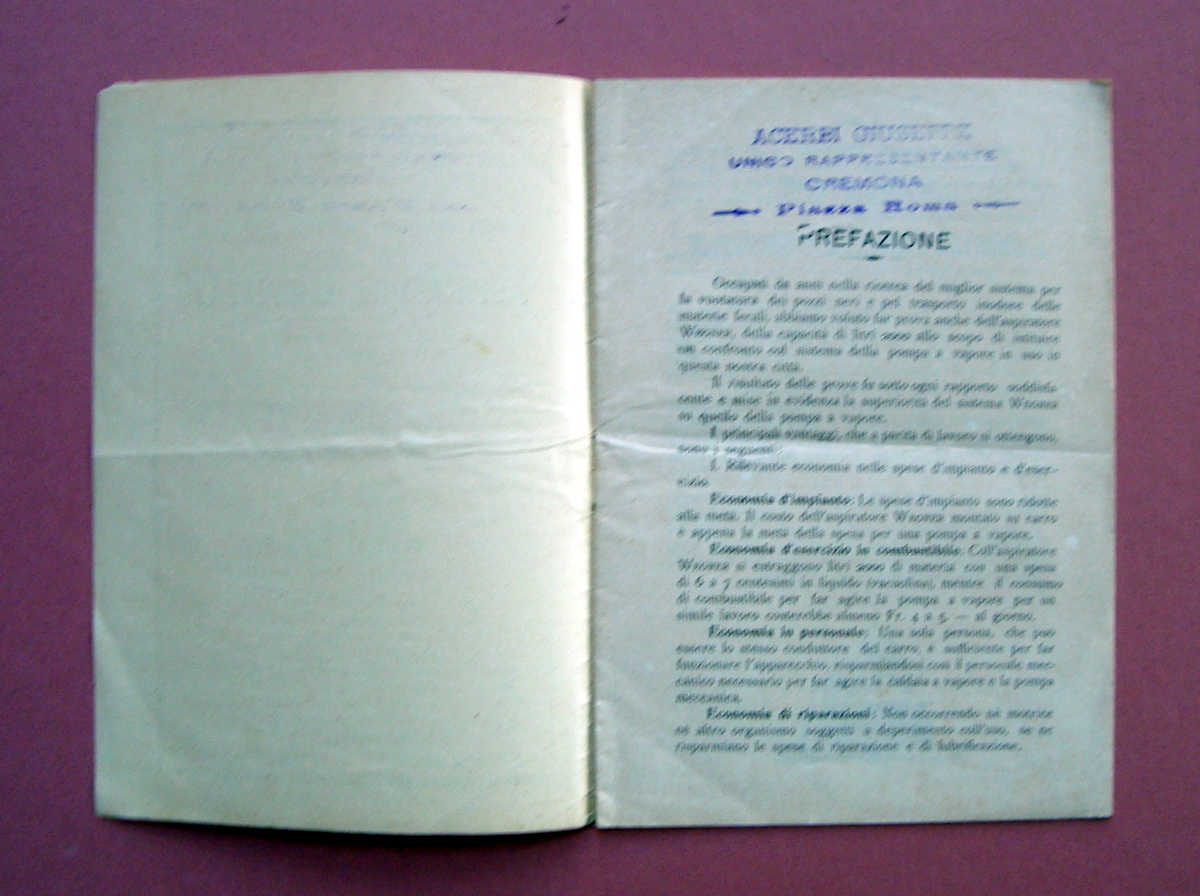 ACERBI GIUSEPPE
UNICO RAPPRESENTANTE
CREMONA
Piazza Roma
PREFAZIONE
Occupati da anni nella ricerca del miglior sistema per
la vuotatura dei pozzi neri e pel trasporto inodore delle
materie fecali, abbiamo voluto far prova anche dell'aspiratore
della capacità di litri 2000 allo scopo di istituire
un confronto col sistema della pompa a vapore in uso in
questa nostra città.
Il risultato delle prove fu sotto ogni rapporto soddisfa-
cente e mise in evidenza la superiorità del sistema
su quello della pompa a vapore.
I principali vantaggi, che a parità di lavoro si ottengono,
sono i seguenti:
I. Rilevante economia nelle spese d'impianto e d'eser-
cizio.
Economia d'impianto: Le spese d'impianto sono ridotte
alla metà. Il costo dell'aspiratore montato su carro
è appena la metà della spesa per una pompa a vapore.
Economia d'esercizio in combustibile: Coll'aspiratore
si estraggono litri 2000 di materia con una spesa
di 6 a 7 centesimi in liquido (vacuolina), mentre il consumo
di combustibile per far agire la pompa a vapore per un
simile lavoro conterebbe almeno Fr. 4 a 5. — al giorno.
Economia in personale: Una sola persona, che può
essere lo stesso conduttore del carro, è sufficiente per far
funzionare l'apparecchio, risparmiandosi così il personale mec-
canico necessario per far agire la caldaia a vapore e la pompa
meccanica.
Economia di riparazioni: Non occorrendo nè motrice
nè altro organismo soggetti a deperimento coll'uso, se ne
risparmiano le spese di riparazione e di lubrificazione.